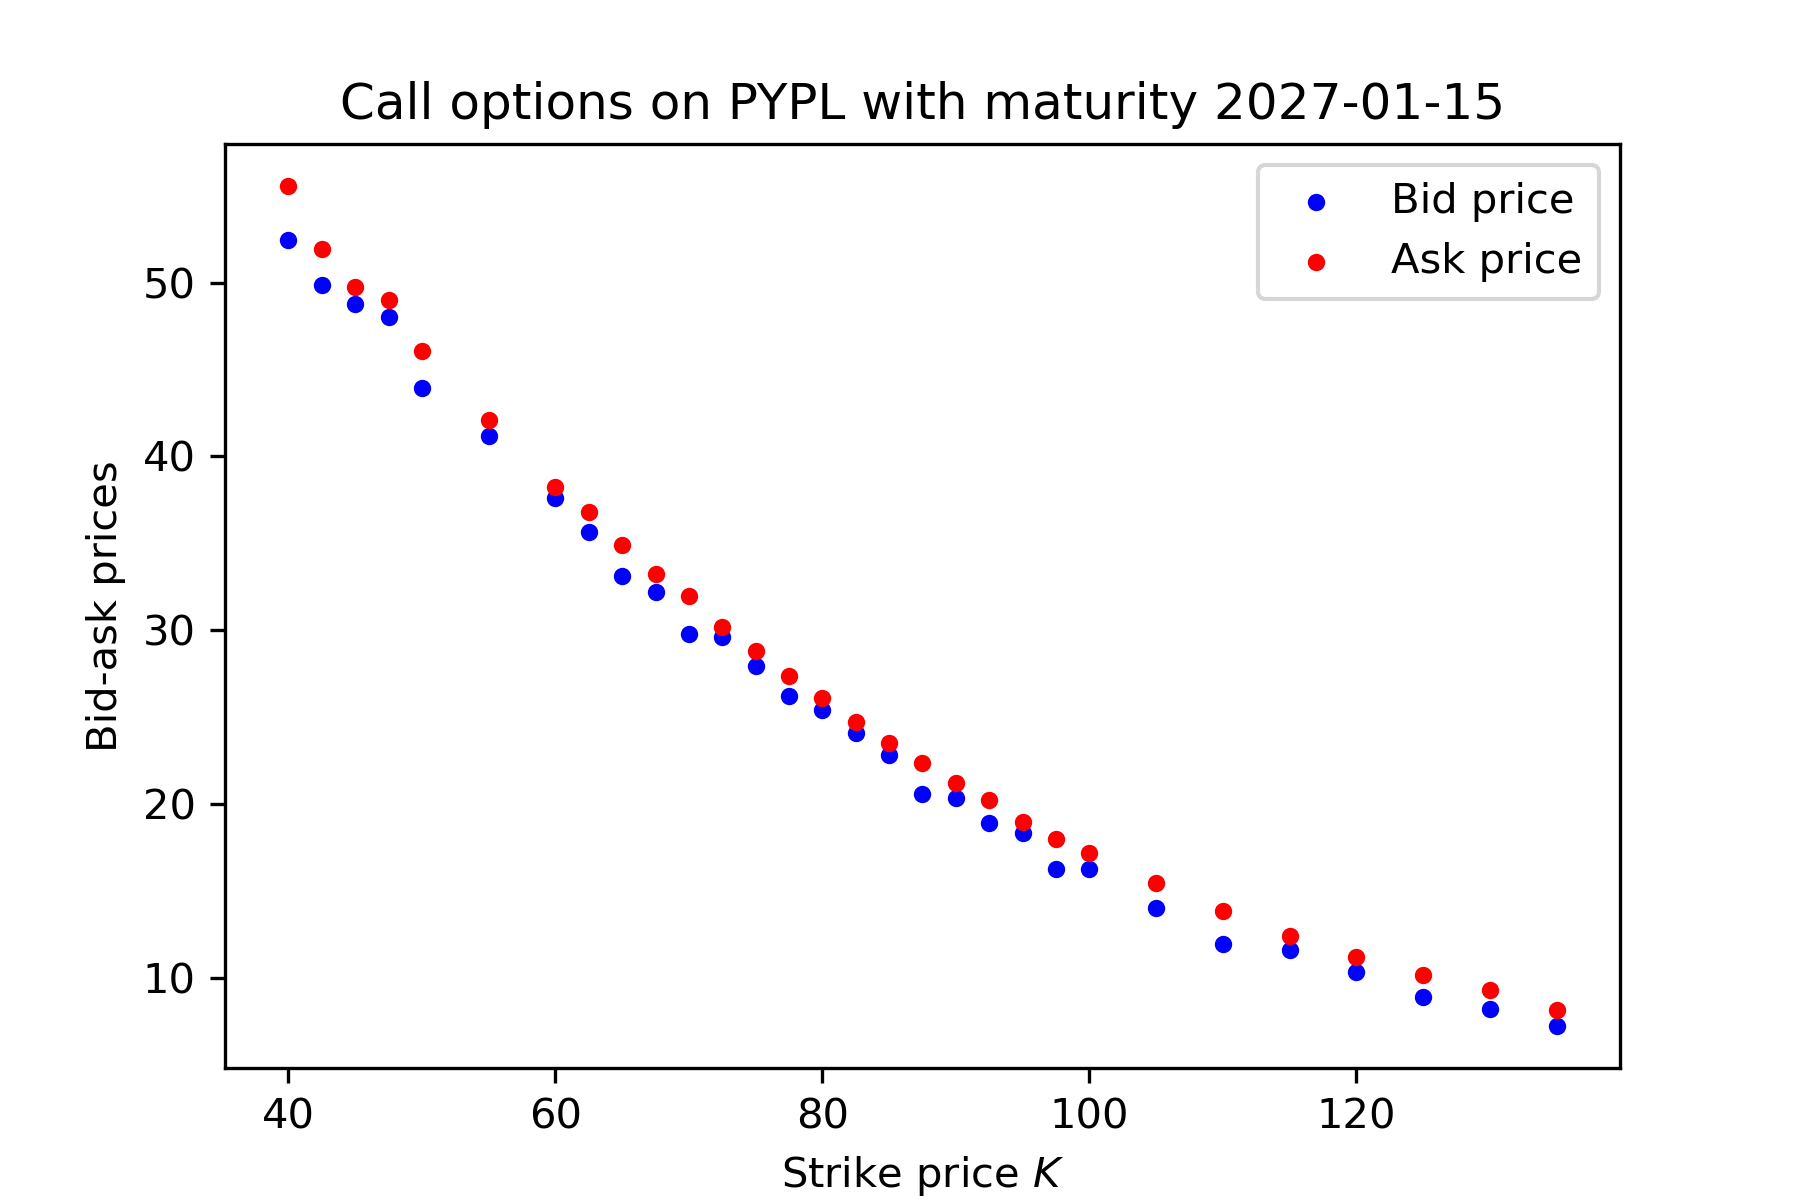 Call options on PYPL with maturity 2027-01-15
Bid price
Ask price
50
40
30
20
10
Bid-ask prices
40 60 80 100 120
Strike price K